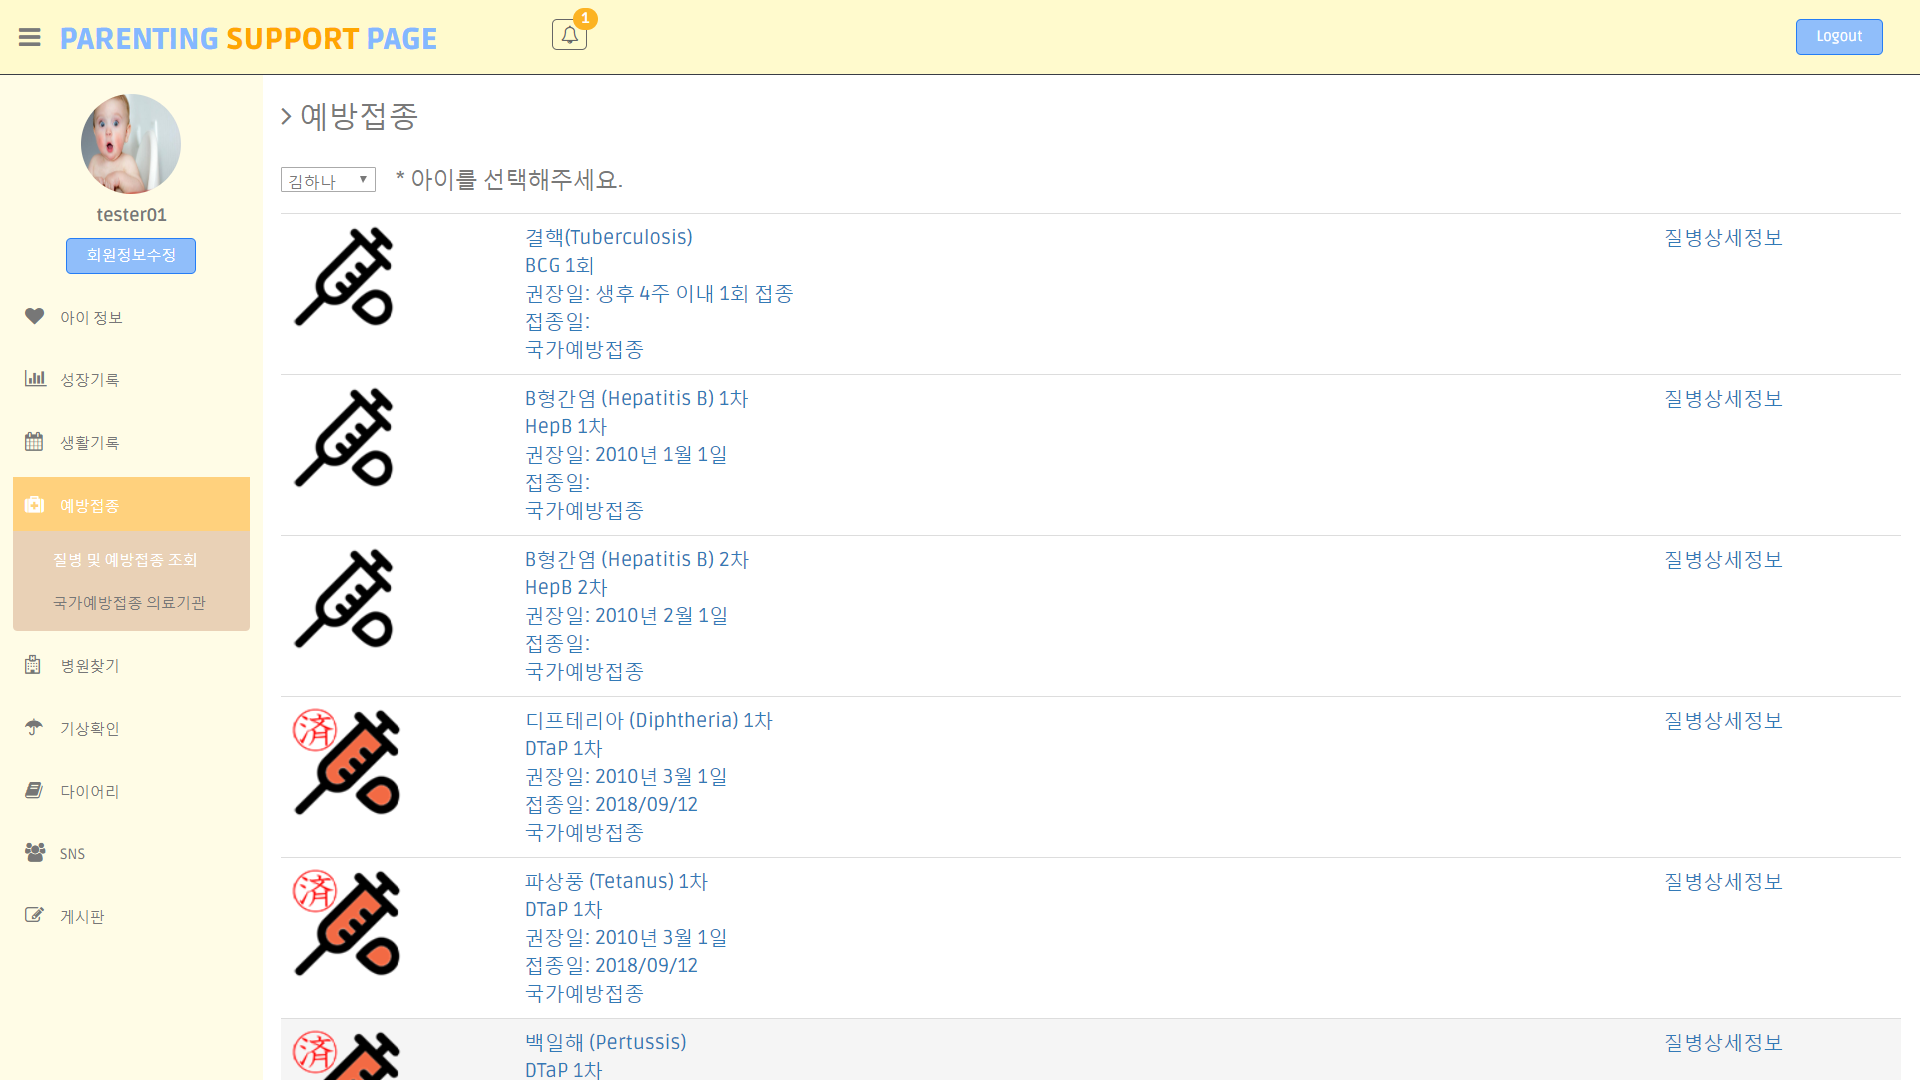 PARENTING SUPPORT PAGE
1
Logout
tester01
회원정보수정
아이 정보
성장기록
생활기록
예방접종
질병 및 예방접종 조회
국가예방접종 의료기관
병원찾기
기상확인
다이어리
SNS
게시판
예방접종
김하나
* 아이를 선택해주세요.
결핵(Tuberculosis)
질병상세정보
BCG 1회
권장일: 생후 4주 이내 1회 접종
접종일:
국가예방접종
B형간염 (Hepatitis B) 1차
질병상세정보
HepB 1차
권장일: 2010년 1월 1일
접종일:
국가예방접종
B형간염 (Hepatitis B) 2차
질병상세정보
HepB 2차
권장일: 2010년 2월 1일
접종일:
국가예방접종
済
디프테리아 (Diphtheria) 1차
질병상세정보
DTaP 1차
권장일: 2010년 3월 1일
접종일: 2018/09/12
국가예방접종
済
파상풍 (Tetanus) 1차
질병상세정보
DTaP 1차
권장일: 2010년 3월 1일
접종일: 2018/09/12
국가예방접종
済
백일해 (Pertussis)
질병상세정보
DTaP 1차